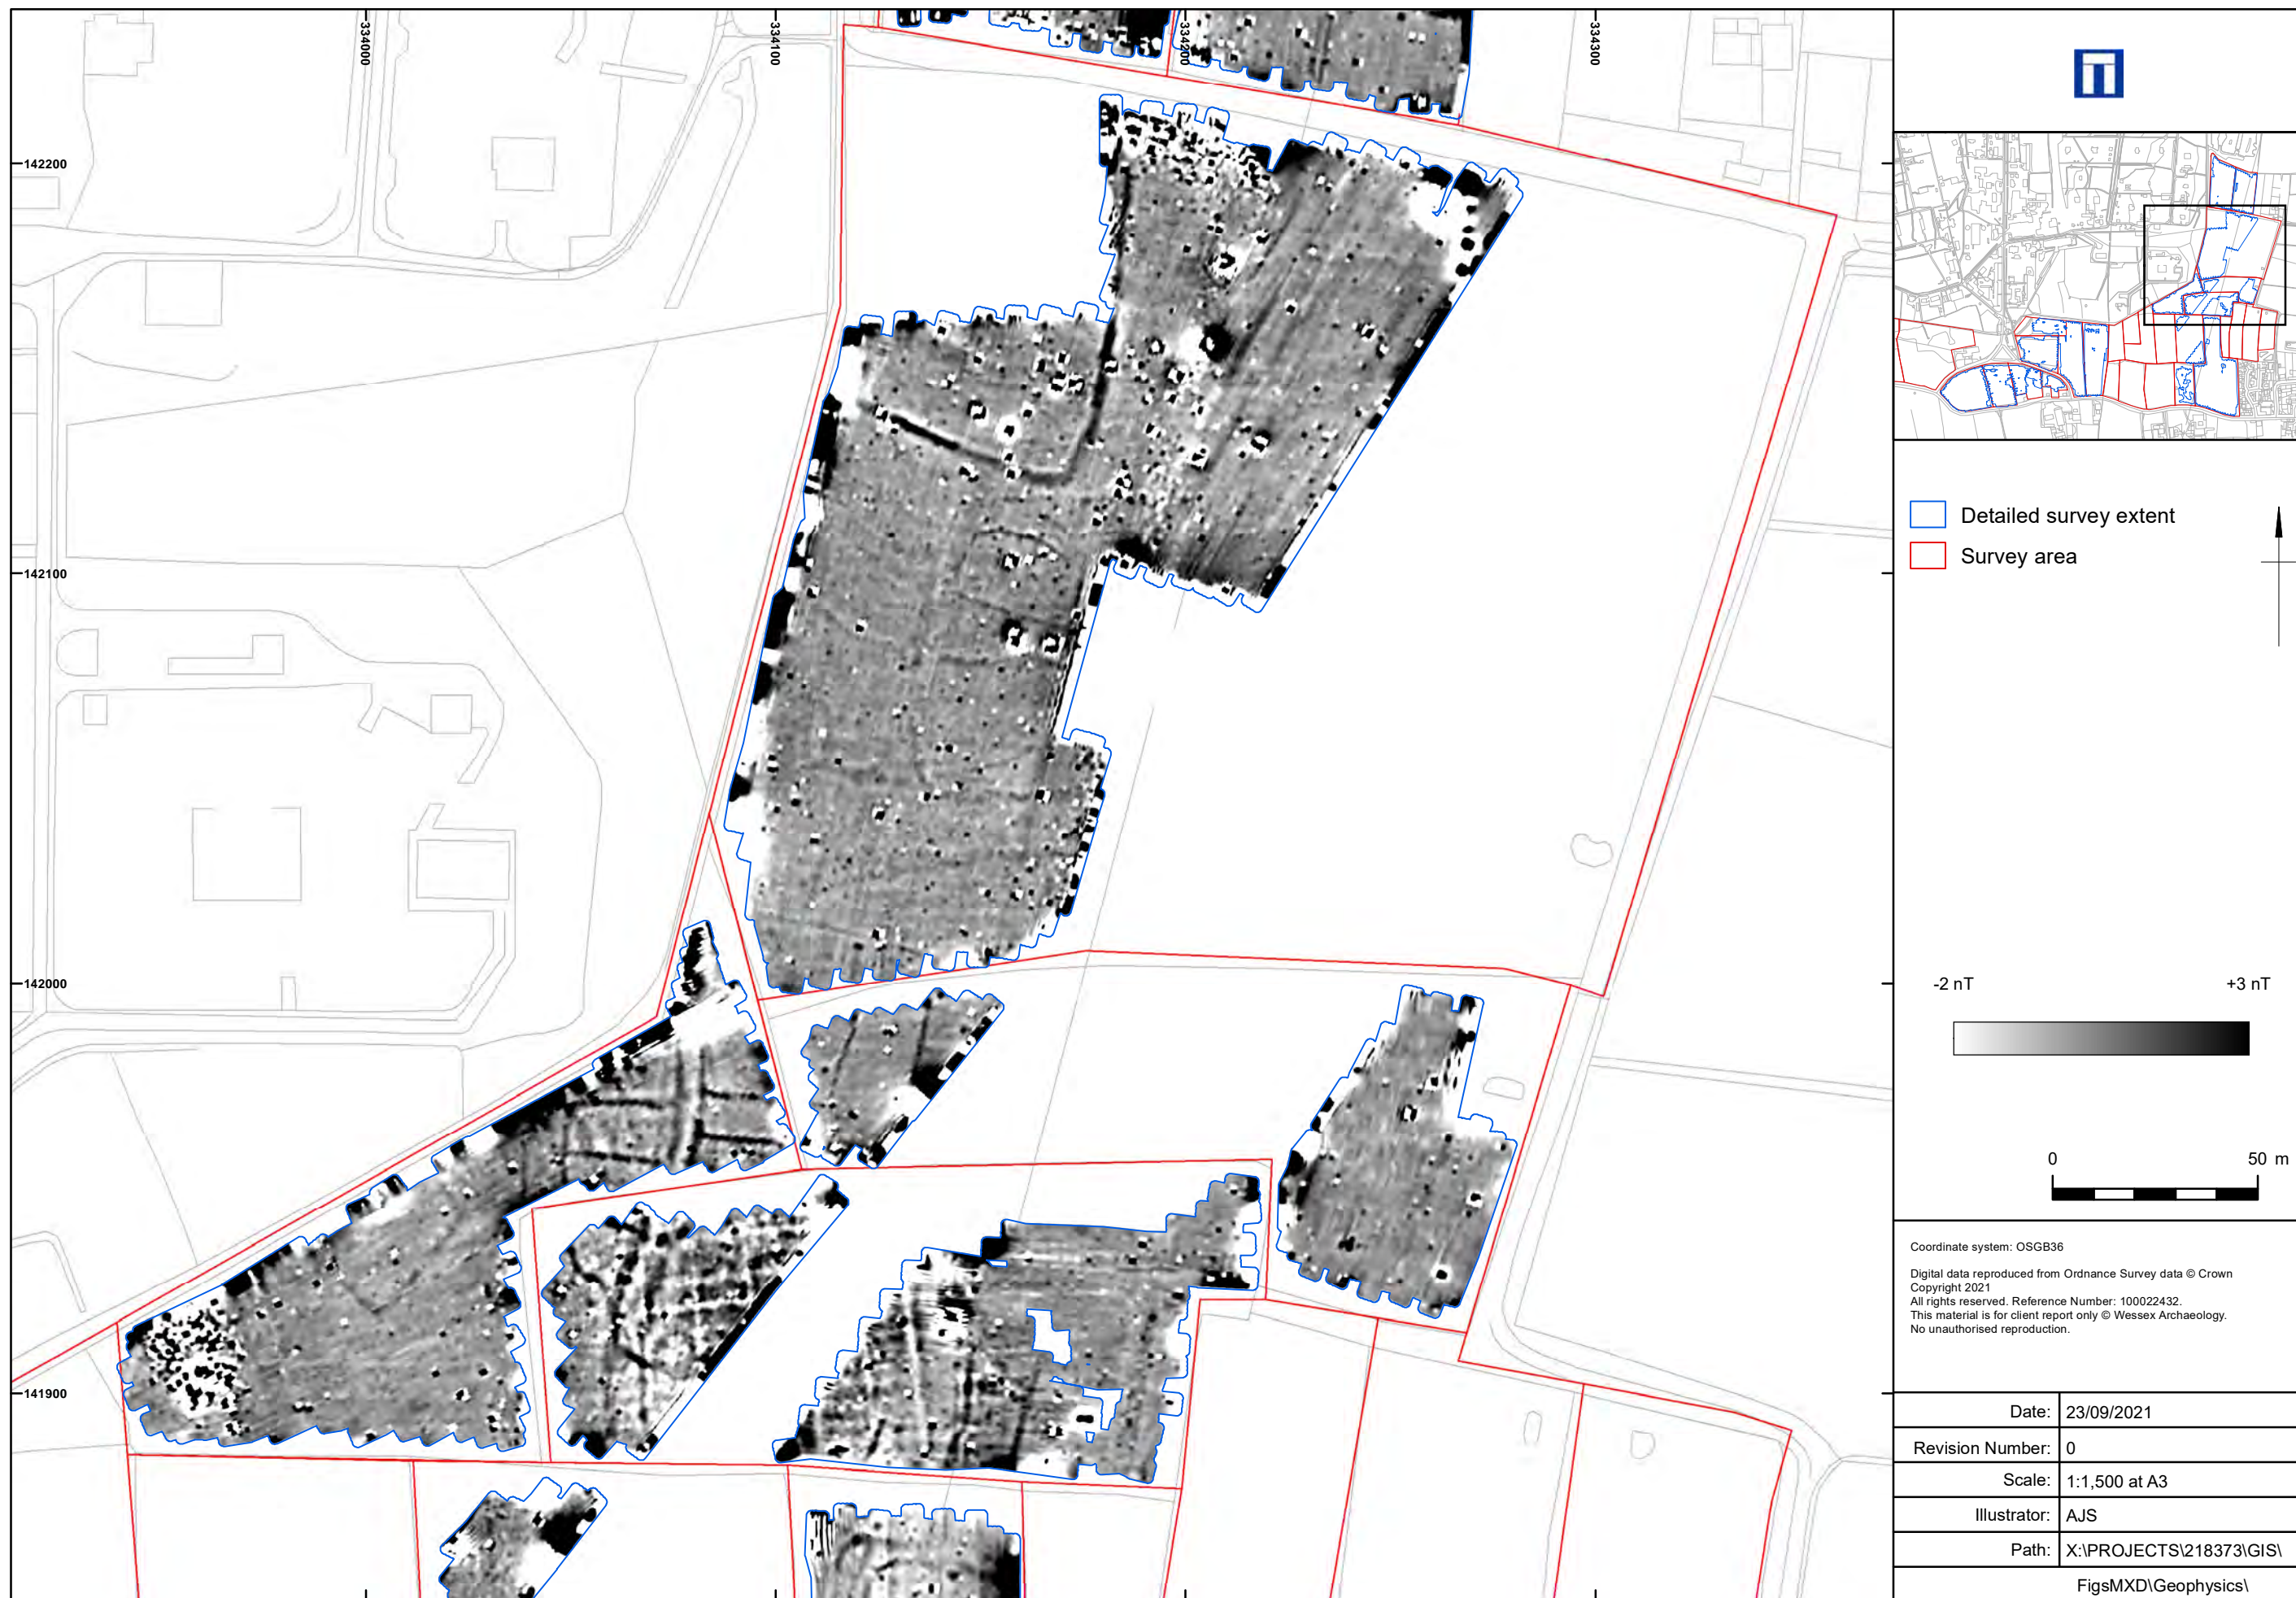 334000
334100
334200
334300
142200
142100
142000
141900
Detailed survey extent
Survey area
-2 nT
+3 nT
0
50 m
Coordinate system: OSGB36
Digital data reproduced from Ordnance Survey data © Crown
Copyright 2021
All rights reserved. Reference Number: 100022432.
This material is for client report only © Wessex Archaeology.
No unauthorised reproduction.
Date: 23/09/2021
Revision Number: 0
Scale: 1:1,500 at A3
Illustrator: AJS
Path: X:\PROJECTS\218373\GIS\
FigsMXD\Geophysics\